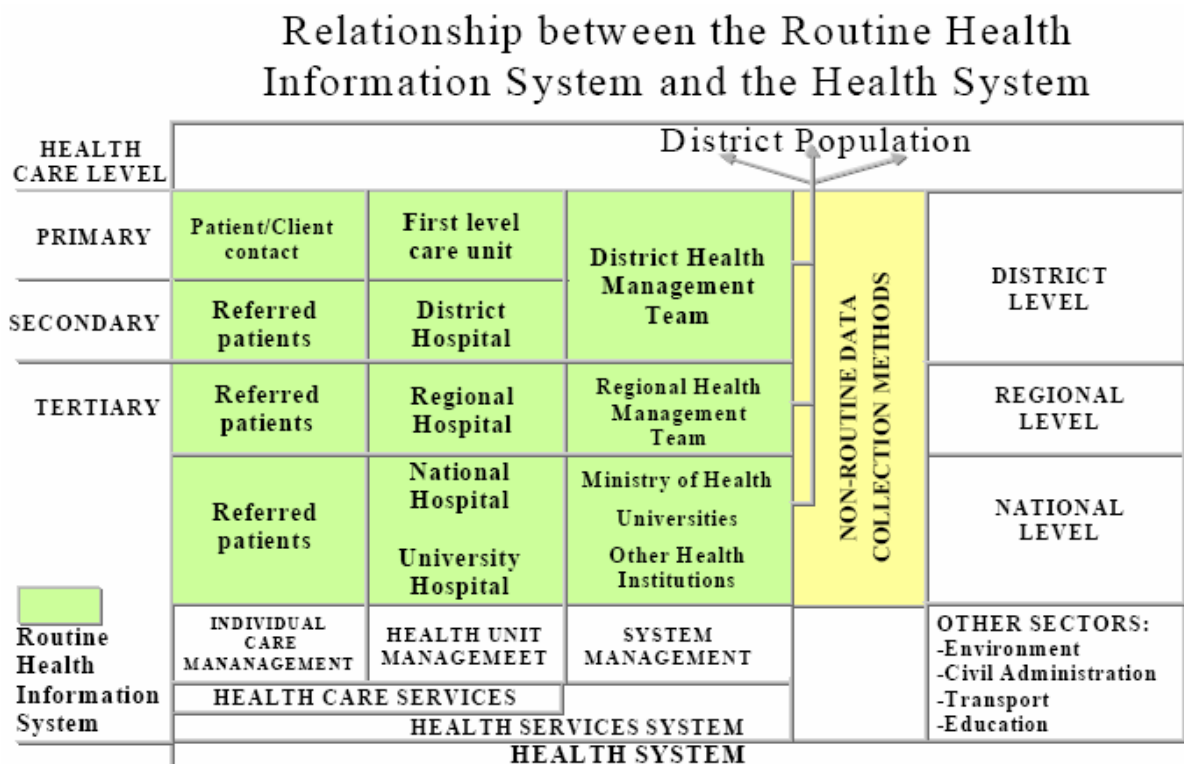 Relationship between the Routine Health
Information System and the Health System
HEALTH
CARE LEVEL
District Population
PRIMARY
Patient/Client
contact
First level
care unit
District Health
Management
Team
DISTRICT
LEVEL
SECONDARY
Referred
patients
District
Hospital
TERTIARY
Referred
patients
Regional
Hospital
Regional Health
Management
Team
REGIONAL
LEVEL
Referred
patients
National
Hospital
University
Hospital
Ministry of Health
Universities
Other Health
Institutions
NATIONAL
LEVEL
NON-ROUTINE DATA
COLLECTION METHODS
Routine
Health
Information
System
INDIVIDUAL
CARE
MANANAGEMENT
HEALTH UNIT
MANAGEMEET
SYSTEM
MANAGEMENT
OTHER SECTORS:
-Environment
-Civil Administration
-Transport
-Education
HEALTH CARE SERVICES
HEALTH SERVICES SYSTEM
HEALTH SYSTEM